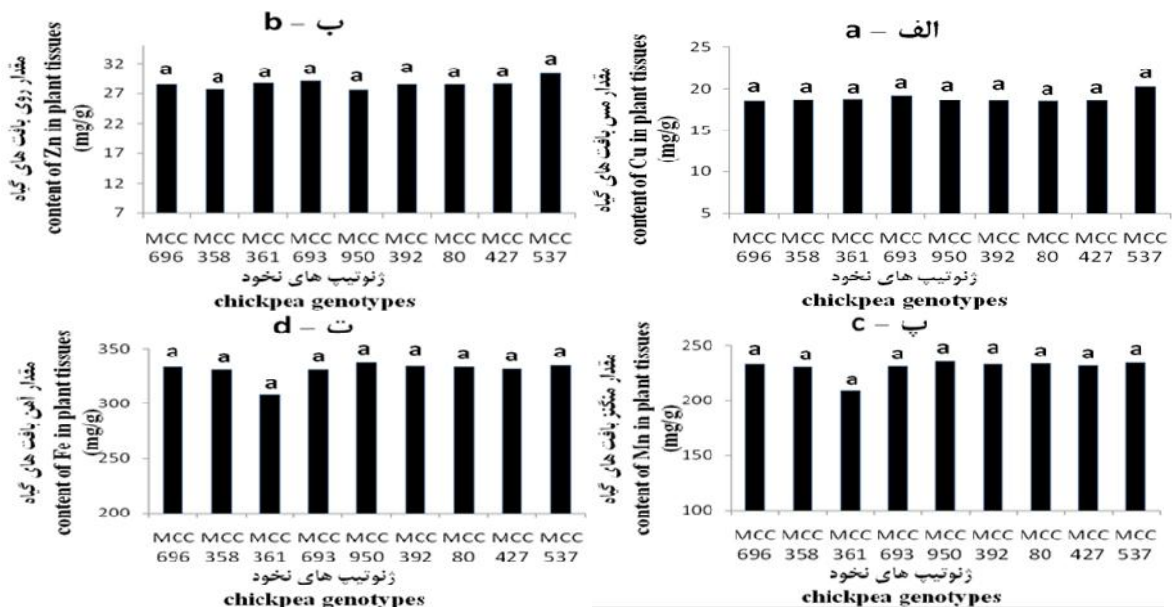 b – ب
مقدار روی بافت های گیاه
content of Zn in plant tissues
(mg/g)
32
27
22
17
12
7
a a a a a a a a a
MCC MCC MCC MCC MCC MCC MCC MCC MCC
696 358 361 693 950 392 80 427 537
ژنوتیپ های نخود
chickpea genotypes
a – الف
مقدار مس بافت های گیاه
content of Cu in plant tissues
(mg/g)
25
20
15
10
5
a a a a a a a a a
MCC MCC MCC MCC MCC MCC MCC MCC MCC
696 358 361 693 950 392 80 427 537
ژنوتیپ های نخود
chickpea genotypes
d – ت
مقدار آهن بافت های گیاه
content of Fe in plant tissues
(mg/g)
350
300
250
200
a a a a a a a a a
MCC MCC MCC MCC MCC MCC MCC MCC MCC
696 358 361 693 950 392 80 427 537
ژنوتیپ های نخود
chickpea genotypes
c – پ
مقدار منگنز بافت های گیاه
content of Mn in plant tissues
(mg/g)
250
200
150
100
a a a a a a a a a
MCC MCC MCC MCC MCC MCC MCC MCC MCC
696 358 361 693 950 392 80 427 537
ژنوتیپ های نخود
chickpea genotypes